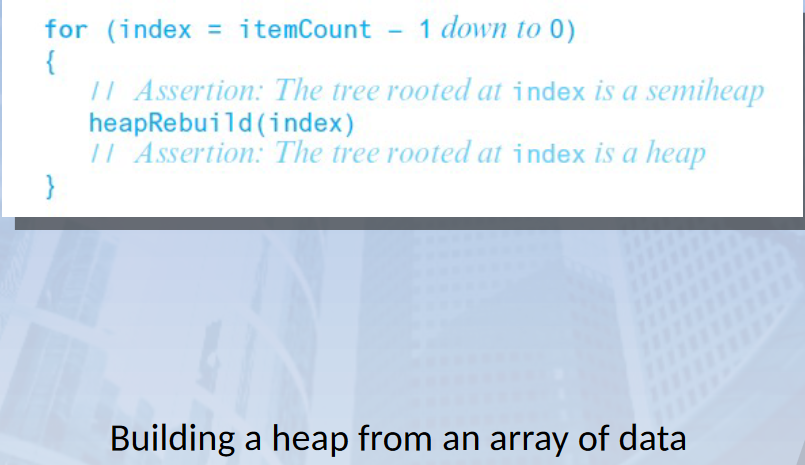 for (index = itemCount – 1 down to 0)
{
// Assertion: The tree rooted at index is a semiheap
heapRebuild(index)
// Assertion: The tree rooted at index is a heap
}
Building a heap from an array of data